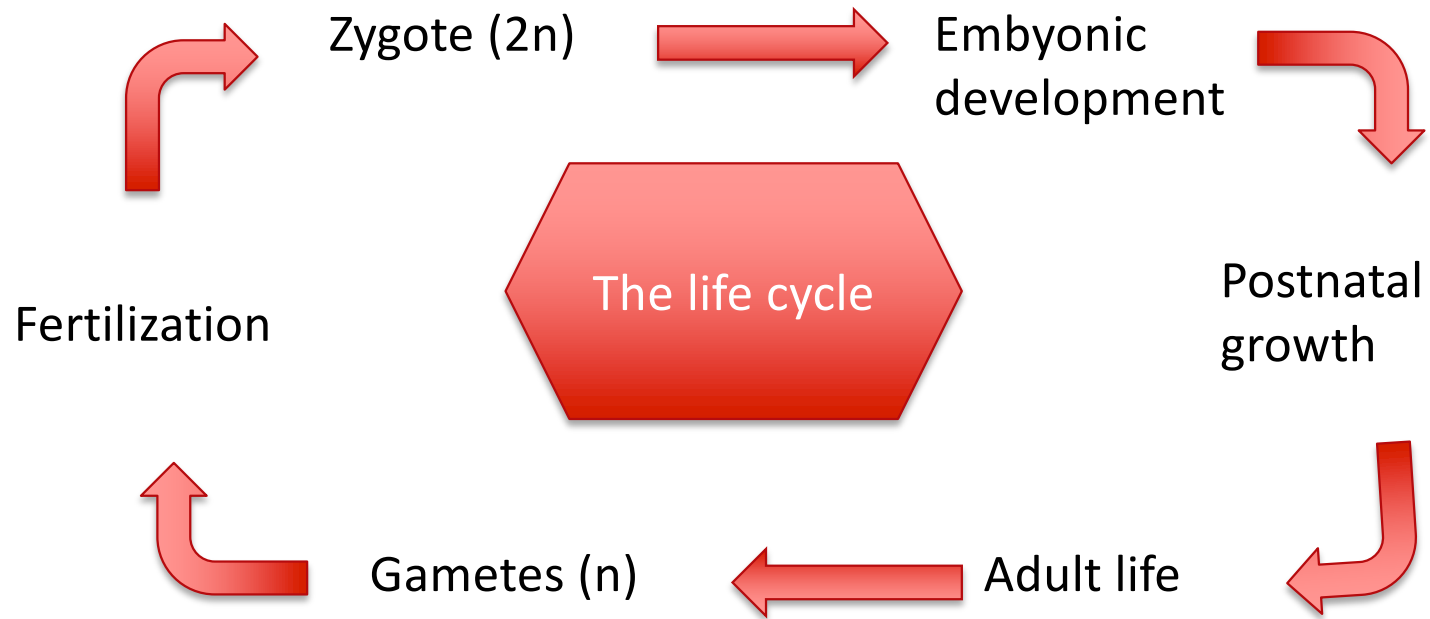 Zygote (2n)
Embyonic
development
The life cycle
Postnatal
growth
Fertilization
Gametes (n)
Adult life